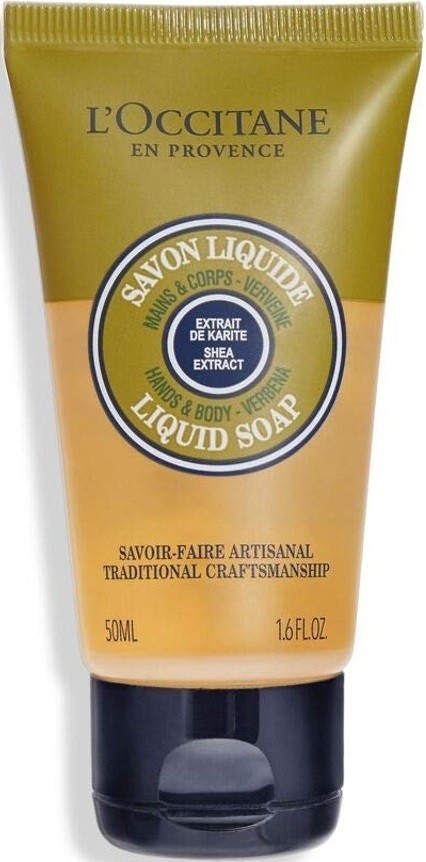 L'OCCITANE
EN PROVENCE
SAVON LIQUIDE
MAINS & CORPS - VERVEINE
EXTRAIT
DE KARITE
SHEA
EXTRACT
HANDS & BODY - VERBENA
LIQUID SOAP
SAVOIR-FAIRE ARTISANAL
TRADITIONAL CRAFTSMANSHIP
50ML 1.6 FL.OZ.